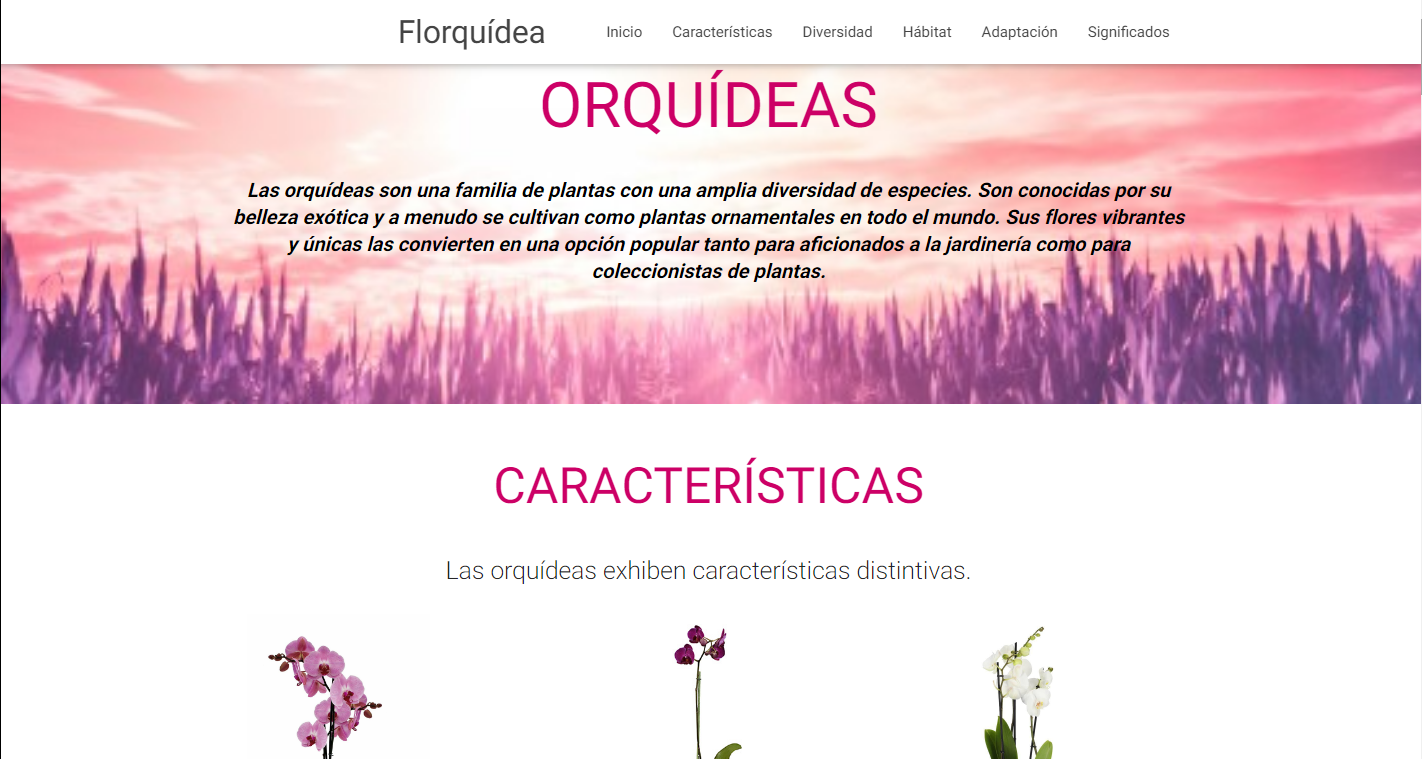 Florquídea
Inicio Características Diversidad Hábitat Adaptación Significados
ORQUÍDEAS
Las orquídeas son una familia de plantas con una amplia diversidad de especies. Son conocidas por su
belleza exótica y a menudo se cultivan como plantas ornamentales en todo el mundo. Sus flores vibrantes
y únicas las convierten en una opción popular tanto para aficionados a la jardinería como para
coleccionistas de plantas.
CARACTERÍSTICAS
Las orquídeas exhiben características distintivas.